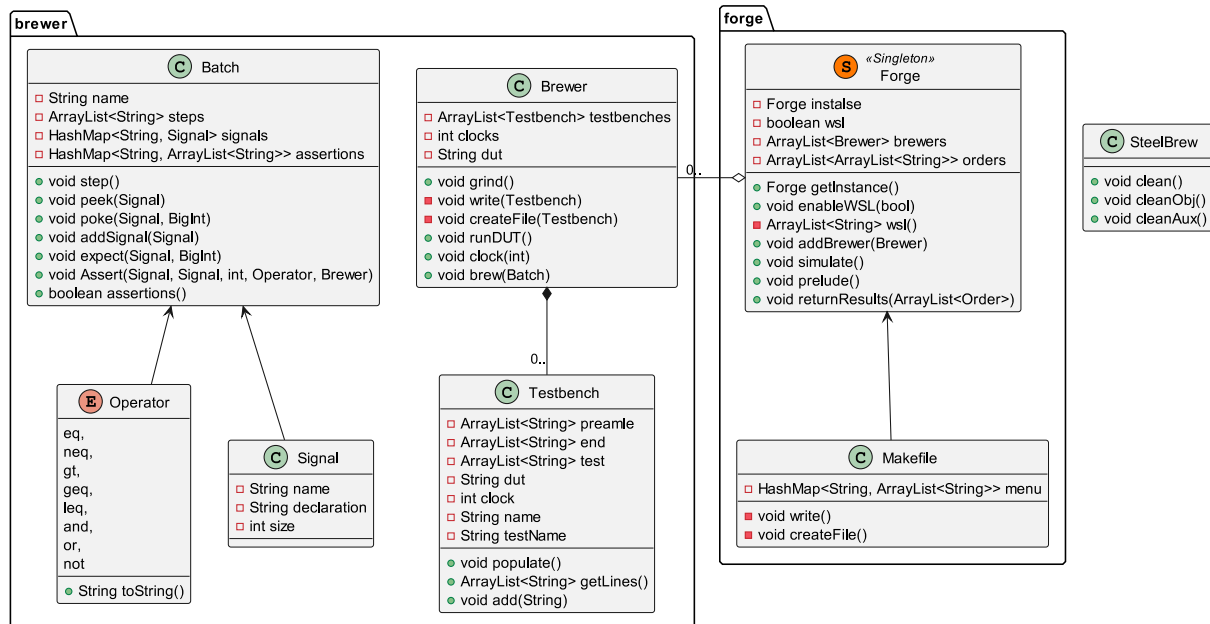 brewer
C Batch
String name
ArrayList<String> steps
HashMap<String, Signal> signals
HashMap<String, ArrayList<String>> assertions
void step()
void peek(Signal)
void poke(Signal, BigInt)
void addSignal(Signal)
void expect(Signal, BigInt)
void Assert(Signal, Signal, int, Operator, Brewer)
boolean assertions()
C Brewer
ArrayList<Testbench> testbenches
int clocks
String dut
void grind()
void write(Testbench)
void createFile(Testbench)
void runDUT()
void clock(int)
void brew(Batch)
0..
0..
E Operator
eq,
neq,
gt,
geq,
leq,
and,
or,
not
String toString()
C Signal
String name
String declaration
int size
C Testbench
ArrayList<String> preamle
ArrayList<String> end
ArrayList<String> test
String dut
int clock
String name
String testName
void populate()
ArrayList<String> getLines()
void add(String)
forge
S «Singleton»
Forge
Forge instalse
boolean wsl
ArrayList<Brewer> brewers
ArrayList<ArrayList<String>> orders
Forge getInstance()
void enableWSL(bool)
ArrayList<String> wsl()
void addBrewer(Brewer)
void simulate()
void prelude()
void returnResults(ArrayList<Order>)
C Makefile
HashMap<String, ArrayList<String>> menu
void write()
void createFile()
C SteelBrew
void clean()
void cleanObj()
void cleanAux()